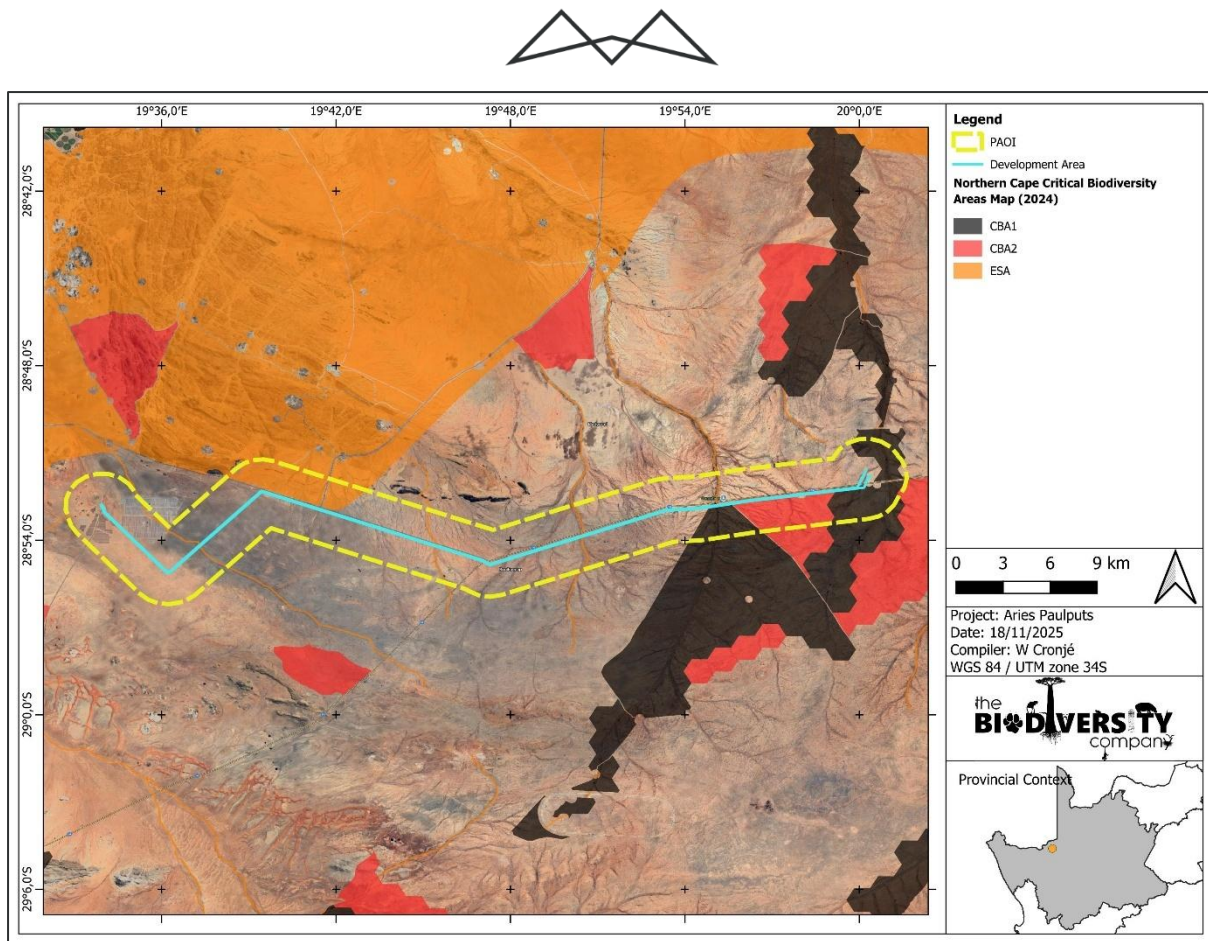 19°36,0'E 19°42,0'E 19°48,0'E 19°54,0'E 20°0,0'E
28°42,0'S
28°48,0'S
28°54,0'S
29°0,0'S
29°6,0'S
Legend
PAOI
Development Area
Northern Cape Critical Biodiversity
Areas Map (2024)
CBA1
CBA2
ESA
0 3 6 9 km
Project: Aries Paulputs
Date: 18/11/2025
Compiler: W Cronjé
WGS 84 / UTM zone 34S
the
BIODIVERSITY
company
Provincial Context